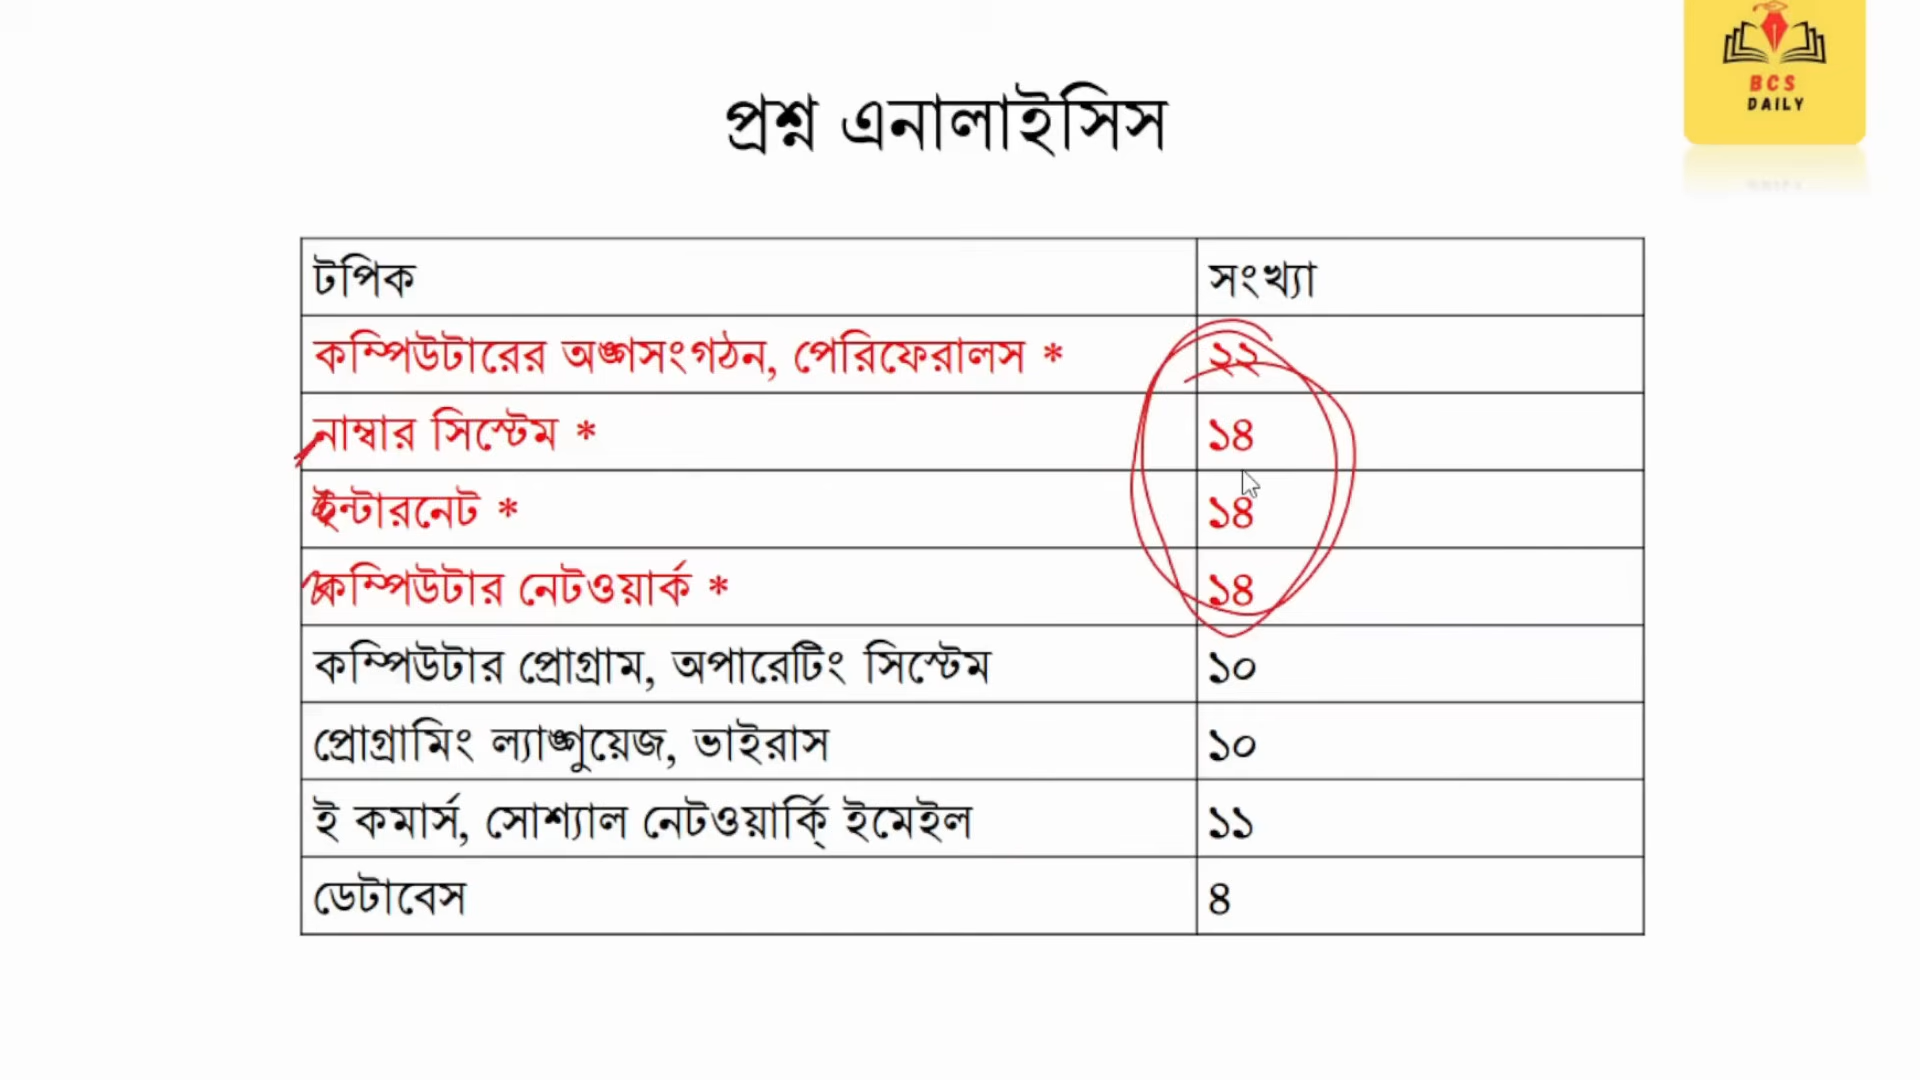 BCS
DAILY
প্রশ্ন এনালাইসিস
টপিক সংখ্যা
কম্পিউটারের অঙ্গসংগঠন, পেরিফেরালস * ২২
নাম্বার সিস্টেম * ১৪
ইন্টারনেট * ১৪
কম্পিউটার নেটওয়ার্ক * ১৪
কম্পিউটার প্রোগ্রাম, অপারেটিং সিস্টেম ১০
প্রোগ্রামিং ল্যাঙ্গুয়েজ, ভাইরাস ১০
ই কমার্স, সোশ্যাল নেটওয়ার্কি্ ইমেইল ১১
ডেটাবেস ৪